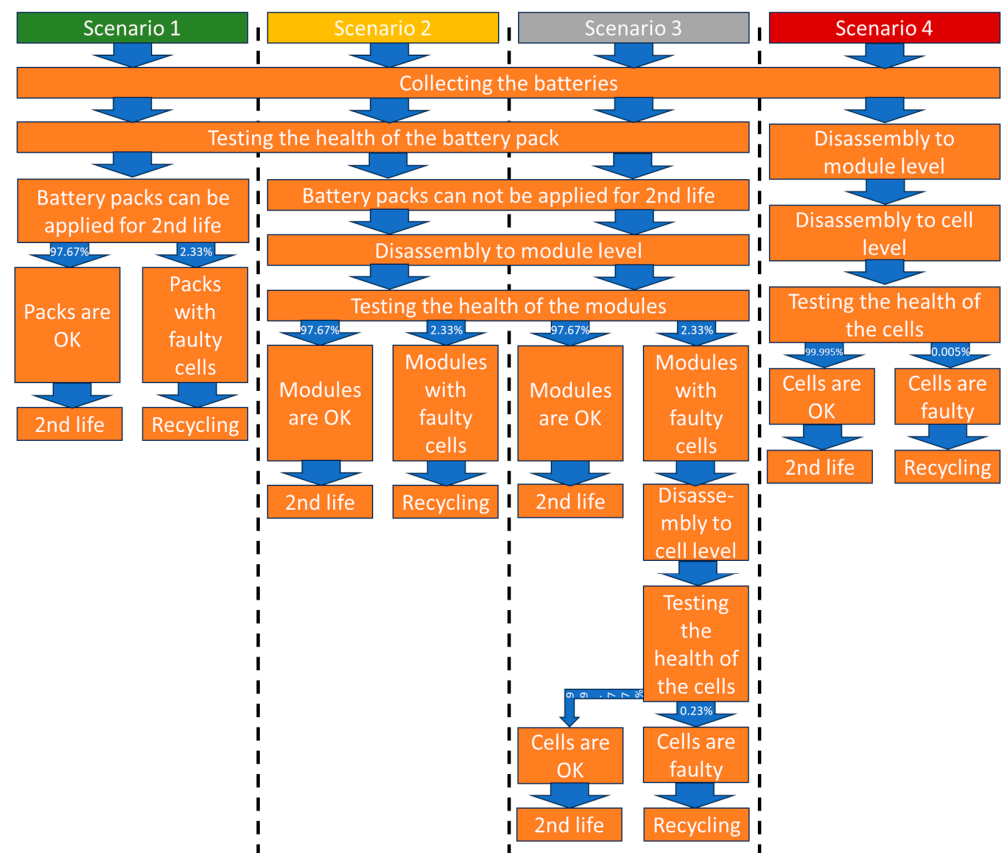 Scenario 1
Scenario 2
Scenario 3
Scenario 4
Collecting the batteries
Testing the health of the battery pack
Disassembly to
module level
Battery packs can be
applied for 2nd life
Battery packs can not be applied for 2nd life
Disassembly to cell
level
Disassembly to module level
97.67%
2.33%
Packs are
OK
Packs
with
faulty
cells
Testing the health of the modules
Testing the health of
the cells
97.67%
2.33%
97.67%
2.33%
99.995%
0.005%
Modules
are OK
Modules
with
faulty
cells
Modules
are OK
Modules
with
faulty
cells
Cells are
OK
Cells are
faulty
2nd life
Recycling
2nd life
Recycling
2nd life
Recycling
2nd life
Disasse-
mbly to
cell level
Testing
the
health of
the cells
99.77%
0.23%
Cells are
OK
Cells are
faulty
2nd life
Recycling